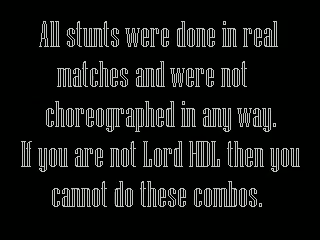 All stunts were done in real
matches and were not
choreographed in any way.
If you are not Lord HDL then you
cannot do these combos.